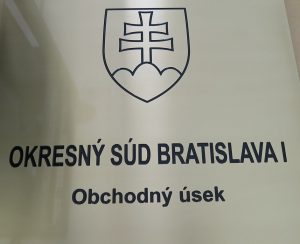 OKRESNÝ SÚD BRATISLAVA I
Obchodný úsek